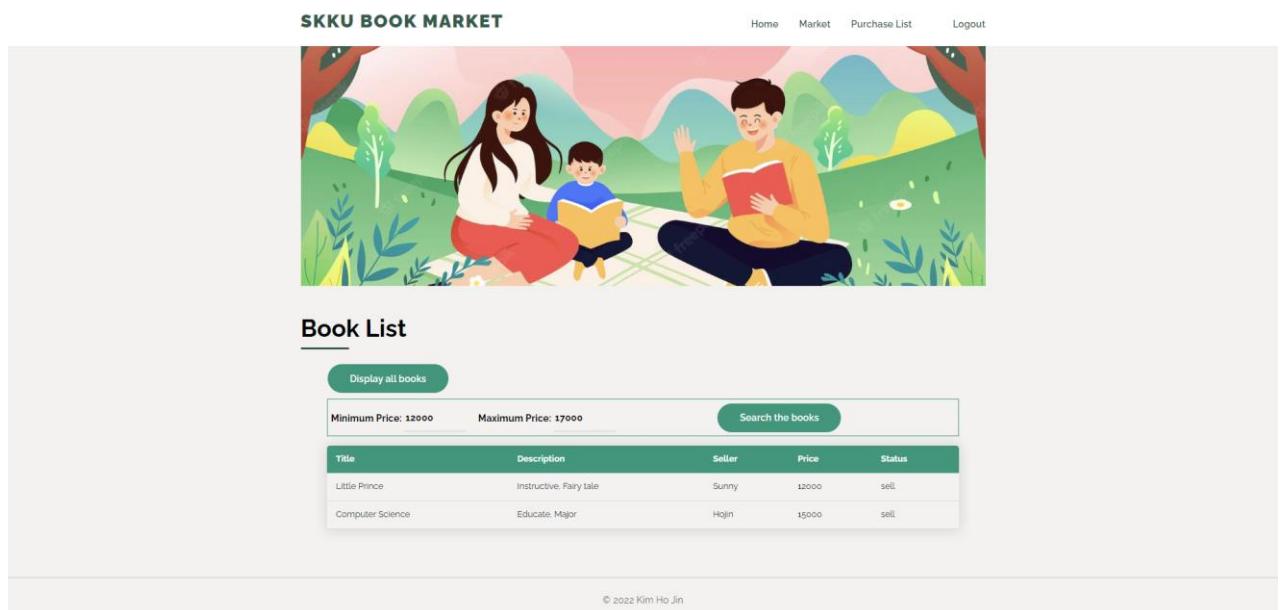 SKKU BOOK MARKET
Home Market Purchase List Logout
Book List
Display all books
Minimum Price: 12000 Maximum Price: 17000 Search the books
Title Description Seller Price Status
Little Prince Instructive, Fairy tale Sunny 12000 sell
Computer Science Educate, Major Hojin 15000 sell
© 2022 Kim Ho Jin